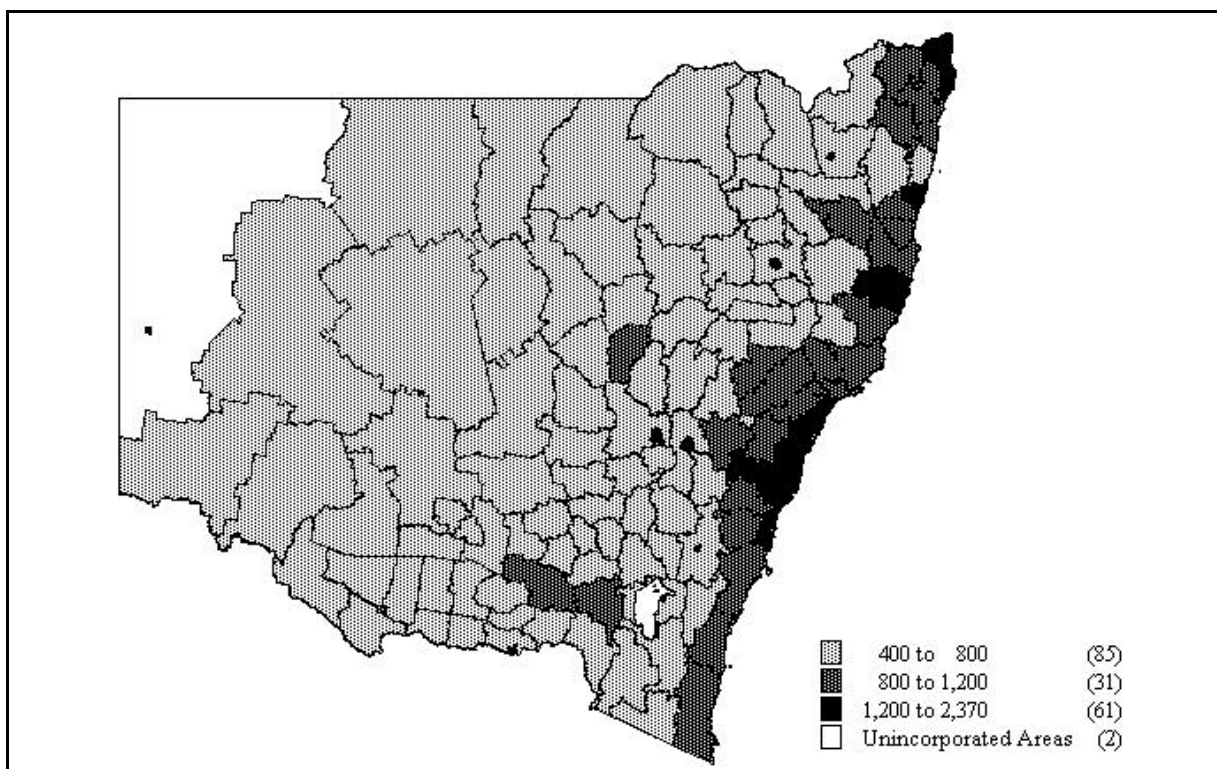 400 to 800 (85)
800 to 1,200 (31)
1,200 to 2,370 (61)
Unincorporated Areas (2)